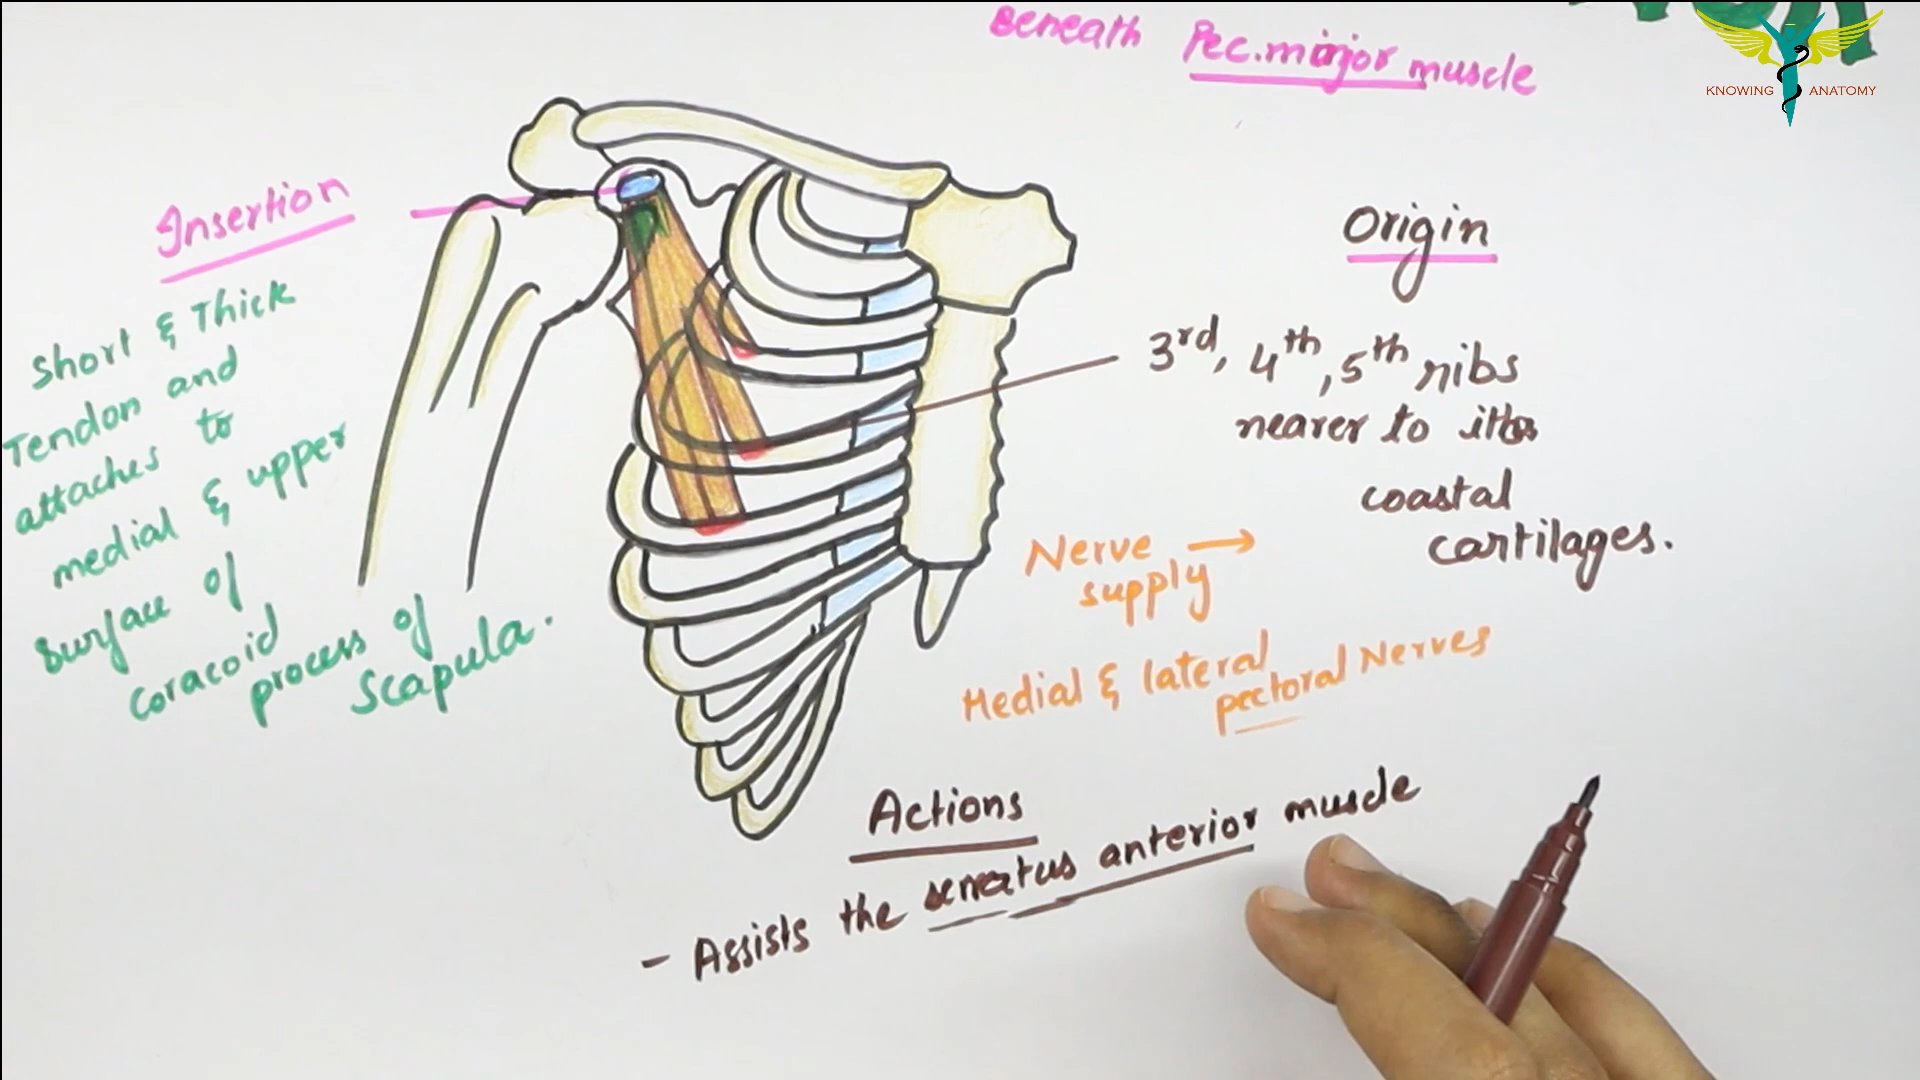 Beneath Pec.major muscle
KNOWING ANATOMY
Insertion
Short & Thick
Tendon and
attaches to
medial & upper
surface of
coracoid
process of
Scapula.
Origin
3rd, 4th, 5th ribs
nearer to
coastal
cartilages.
Nerve
supply →
Medial & lateral
pectoral Nerves
Actions
- Assists the serratus anterior muscle